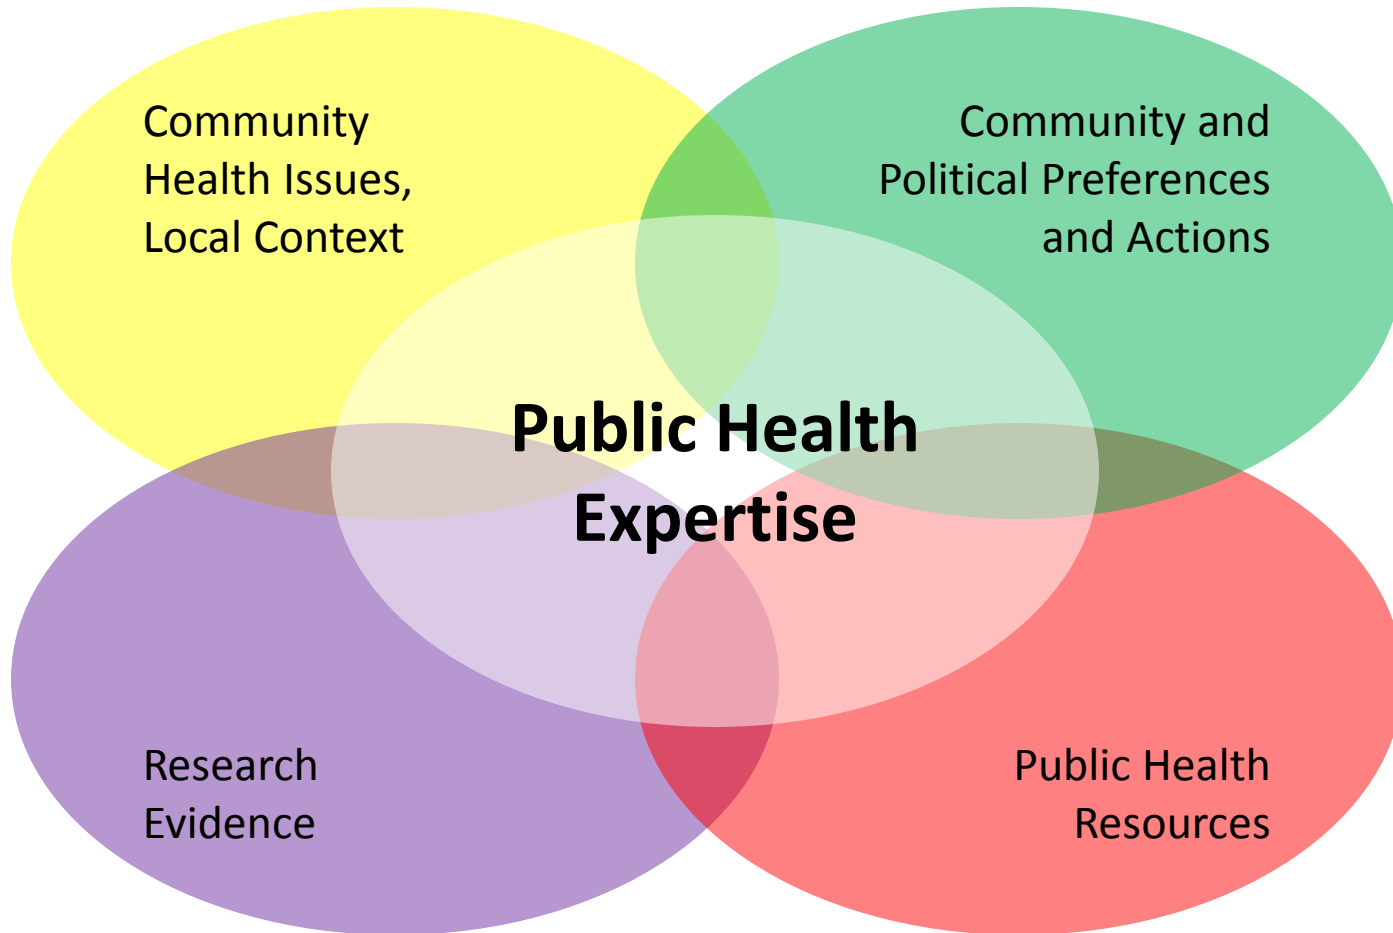 Community
Health Issues,
Local Context
Community and
Political Preferences
and Actions
Public Health
Expertise
Research
Evidence
Public Health
Resources